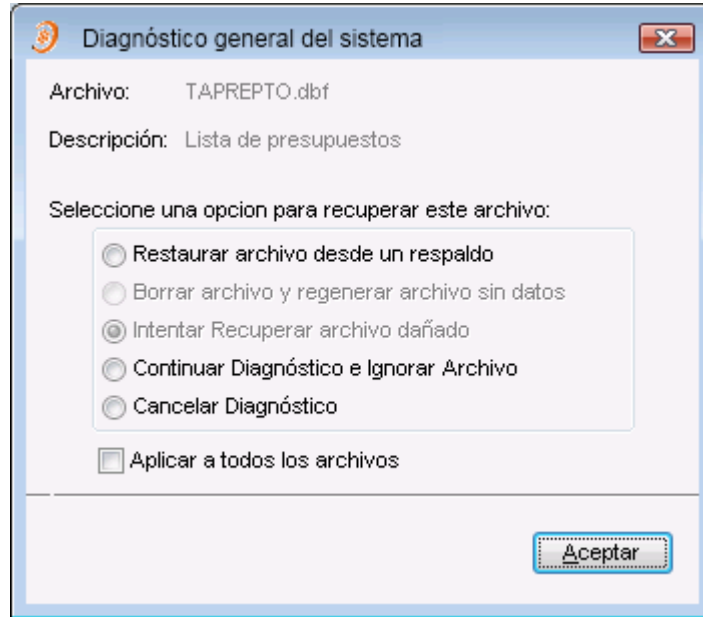 Diagnóstico general del sistema
Archivo: TAPREPTO.dbf
Descripción: Lista de presupuestos
Seleccione una opcion para recuperar este archivo:
Restaurar archivo desde un respaldo
Borrar archivo y regenerar archivo sin datos
Intentar Recuperar archivo dañado
Continuar Diagnóstico e Ignorar Archivo
Cancelar Diagnóstico
Aplicar a todos los archivos
Aceptar